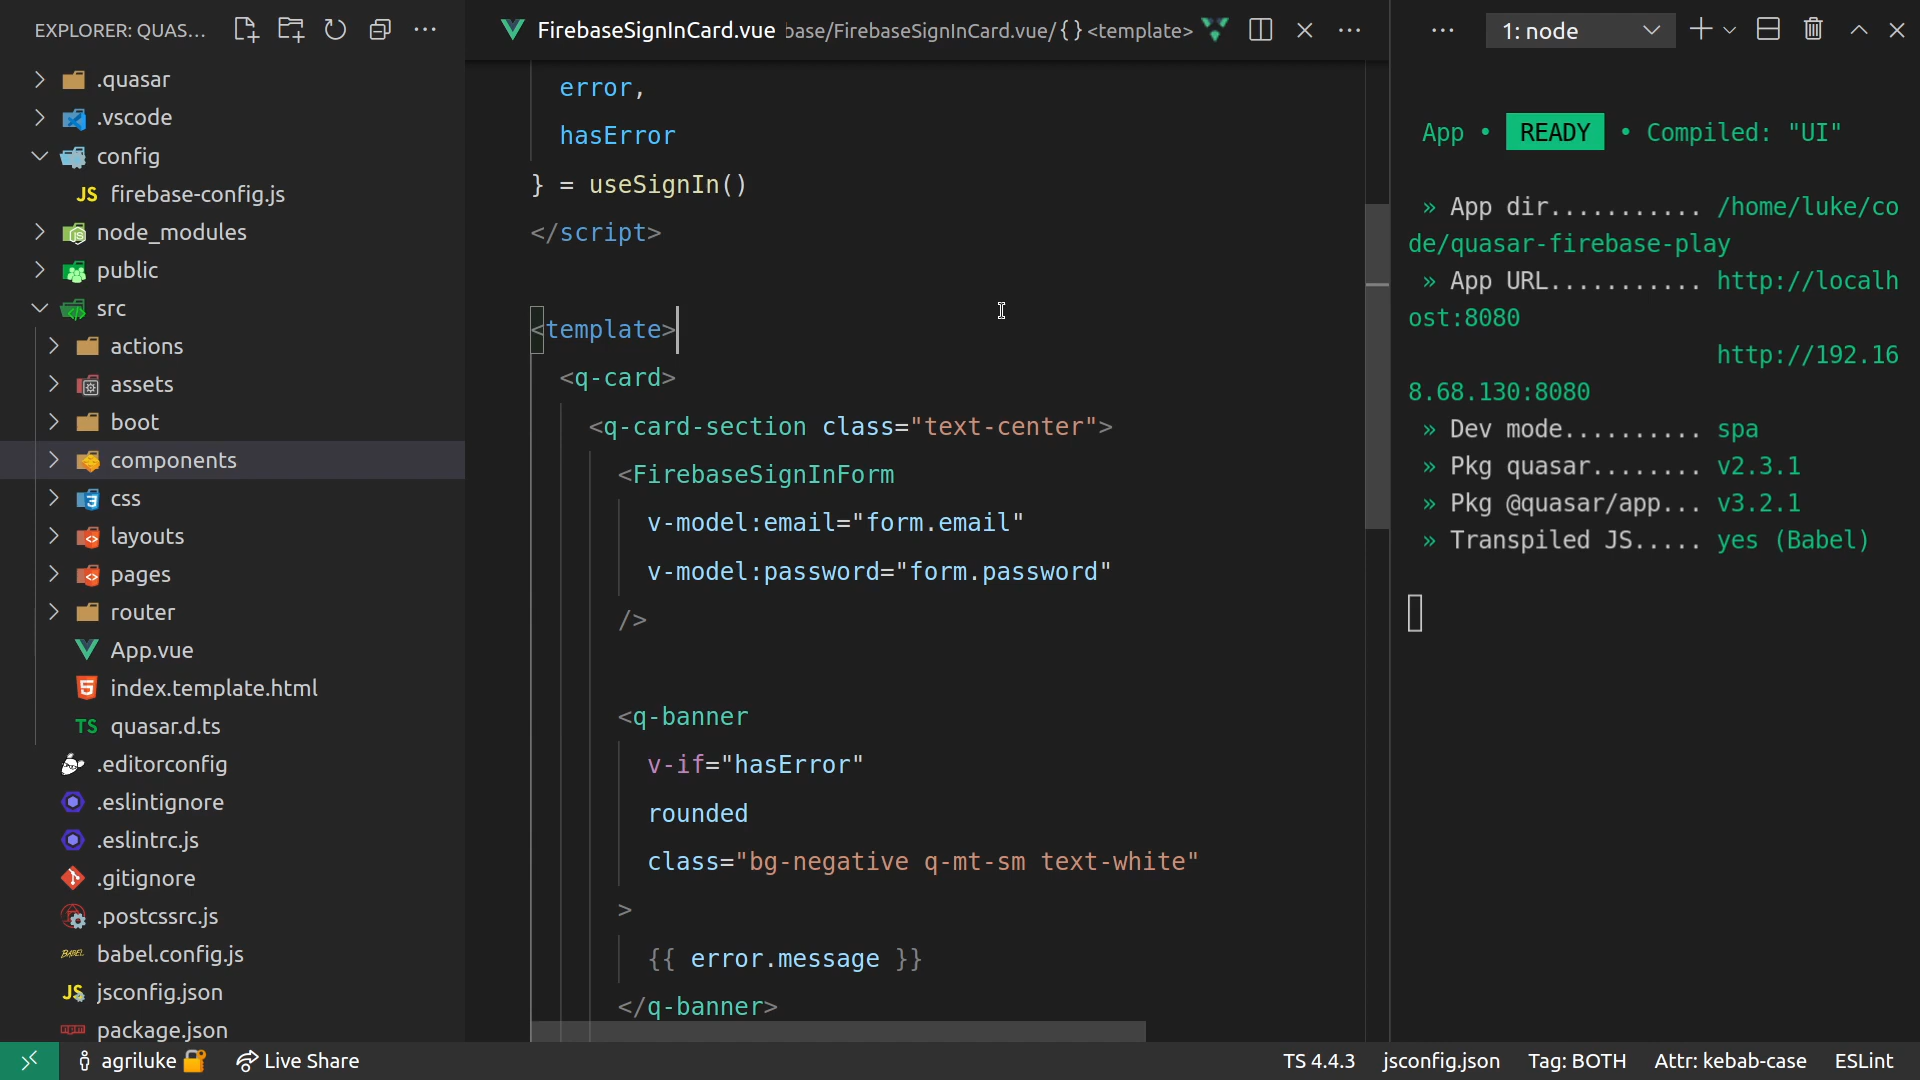 EXPLORER: QUAS...
.quasar
.vscode
config
JS firebase-config.js
node_modules
public
src
actions
assets
boot
components
css
layouts
pages
router
App.vue
index.template.html
TS quasar.d.ts
.editorconfig
.eslintignore
.eslintrc.js
.gitignore
.postcssrc.js
BABEL babel.config.js
JS jsconfig.json
package.json
FirebaseSignInCard.vue base/FirebaseSignInCard.vue/{}<template>
error,
hasError
} = useSignIn()
</script>
<template>
<q-card>
<q-card-section class="text-center">
<FirebaseSignInForm
v-model:email="form.email"
v-model:password="form.password"
/>
<q-banner
v-if="hasError"
rounded
class="bg-negative q-mt-sm text-white"
>
{{ error.message }}
</q-banner>
1: node
App • READY • Compiled: "UI"
» App dir........... /home/luke/co
de/quasar-firebase-play
» App URL........... http://localh
ost:8080
http://192.16
8.68.130:8080
» Dev mode.......... spa
» Pkg quasar........ v2.3.1
» Pkg @quasar/app... v3.2.1
» Transpiled JS..... yes (Babel)
agriluke Live Share TS 4.4.3 jsconfig.json Tag: BOTH Attr: kebab-case ESLint